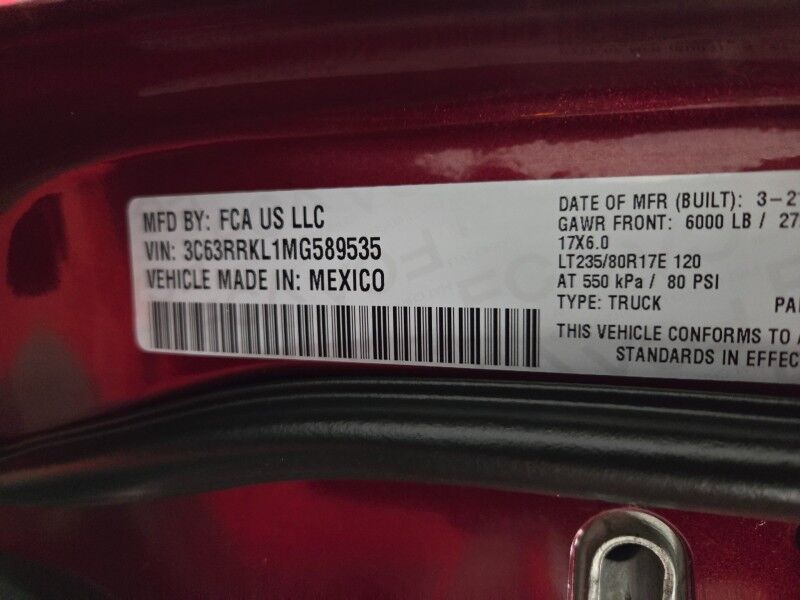 MFD BY: FCA US LLC
VIN: 3C63RRKL1MG589535
VEHICLE MADE IN: MEXICO
DATE OF MFR (BUILT): 3-21
GAWR FRONT: 6000 LB / 27
17X6.0
LT235/80R17E 120
AT 550 kPa / 80 PSI
TYPE: TRUCK
THIS VEHICLE CONFORMS TO
STANDARDS IN EFFEC